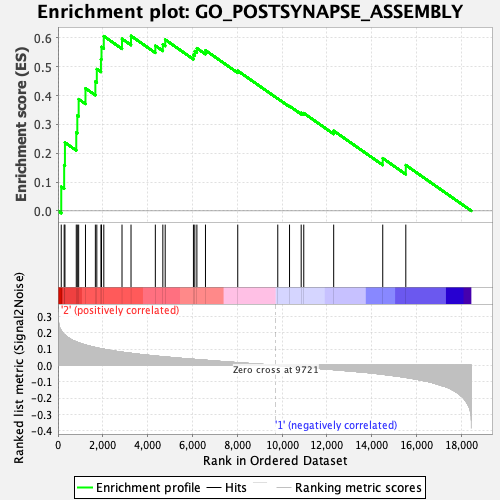 Enrichment plot: GO_POSTSYNAPSE_ASSEMBLY
Enrichment score (ES)
0.6
0.5
0.4
0.3
0.2
0.1
0.0
'2' (positively correlated)
Ranked list metric (Signal2Noise)
0.3
0.2
0.1
0.0
-0.1
-0.2
-0.3
-0.4
Zero cross at 9721
'1' (negatively correlated)
0 2,000 4,000 6,000 8,000 10,000 12,000 14,000 16,000 18,000
Rank in Ordered Dataset
Enrichment profile Hits Ranking metric scores